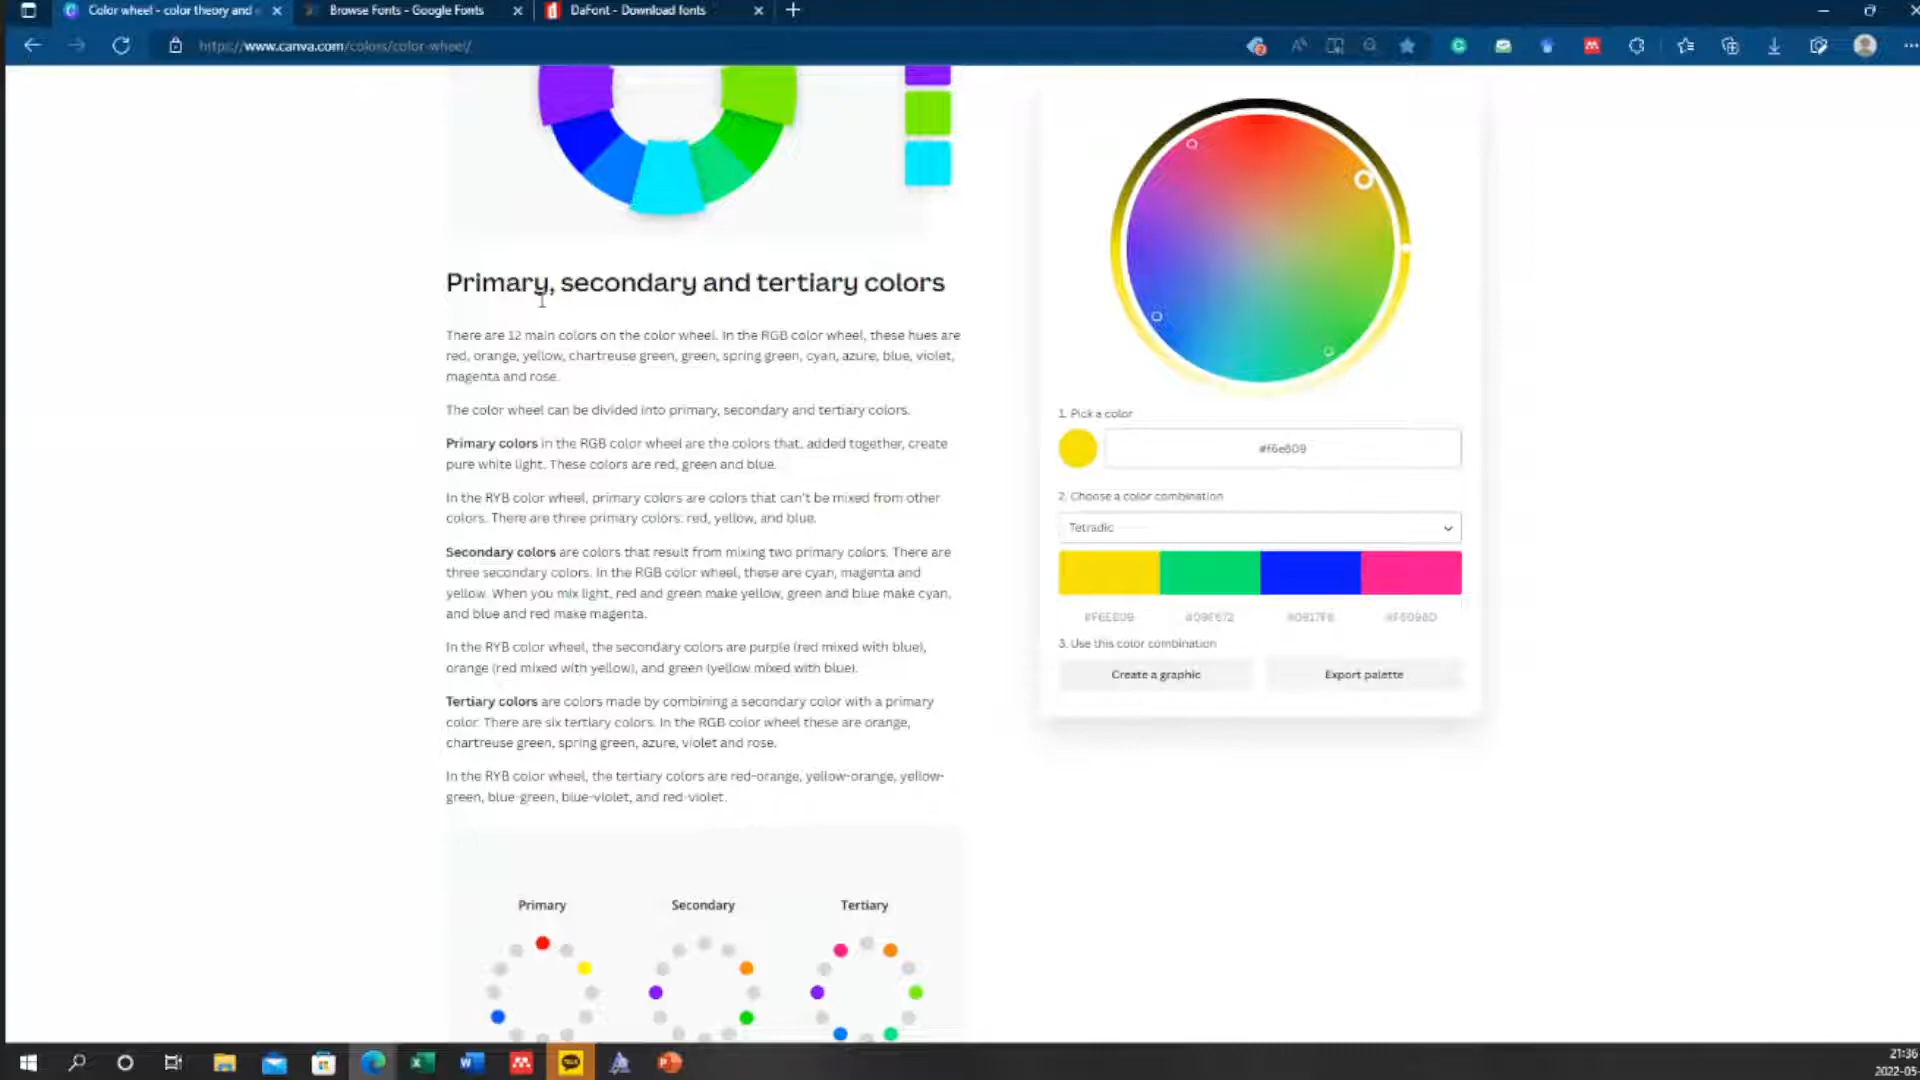 Color wheel - color theory and
Browse Fonts - Google Fonts
DaFont - Download fonts
https://www.canva.com/colors/color-wheel/
Primary, secondary and tertiary colors
There are 12 main colors on the color wheel. In the RGB color wheel, these hues are
red, orange, yellow, chartreuse green, green, spring green, cyan, azure, blue, violet,
magenta and rose.
The color wheel can be divided into primary, secondary and tertiary colors.
Primary colors in the RGB color wheel are the colors that, added together, create
pure white light. These colors are red, green and blue.
In the RYB color wheel, primary colors are colors that can't be mixed from other
colors. There are three primary colors: red, yellow, and blue.
Secondary colors are colors that result from mixing two primary colors. There are
three secondary colors. In the RGB color wheel, these are cyan, magenta and
yellow. When you mix light, red and green make yellow, green and blue make cyan,
and blue and red make magenta.
In the RYB color wheel, the secondary colors are purple (red mixed with blue),
orange (red mixed with yellow), and green (yellow mixed with blue).
Tertiary colors are colors made by combining a secondary color with a primary
color. There are six tertiary colors. In the RGB color wheel these are orange,
chartreuse green, spring green, azure, violet and rose.
In the RYB color wheel, the tertiary colors are red-orange, yellow-orange, yellow-
green, blue-green, blue-violet, and red-violet.
Primary
Secondary
Tertiary
1. Pick a color
2. Choose a color combination
Tetradic
3. Use this color combination
Create a graphic
Export palette
21:36
2022-05-